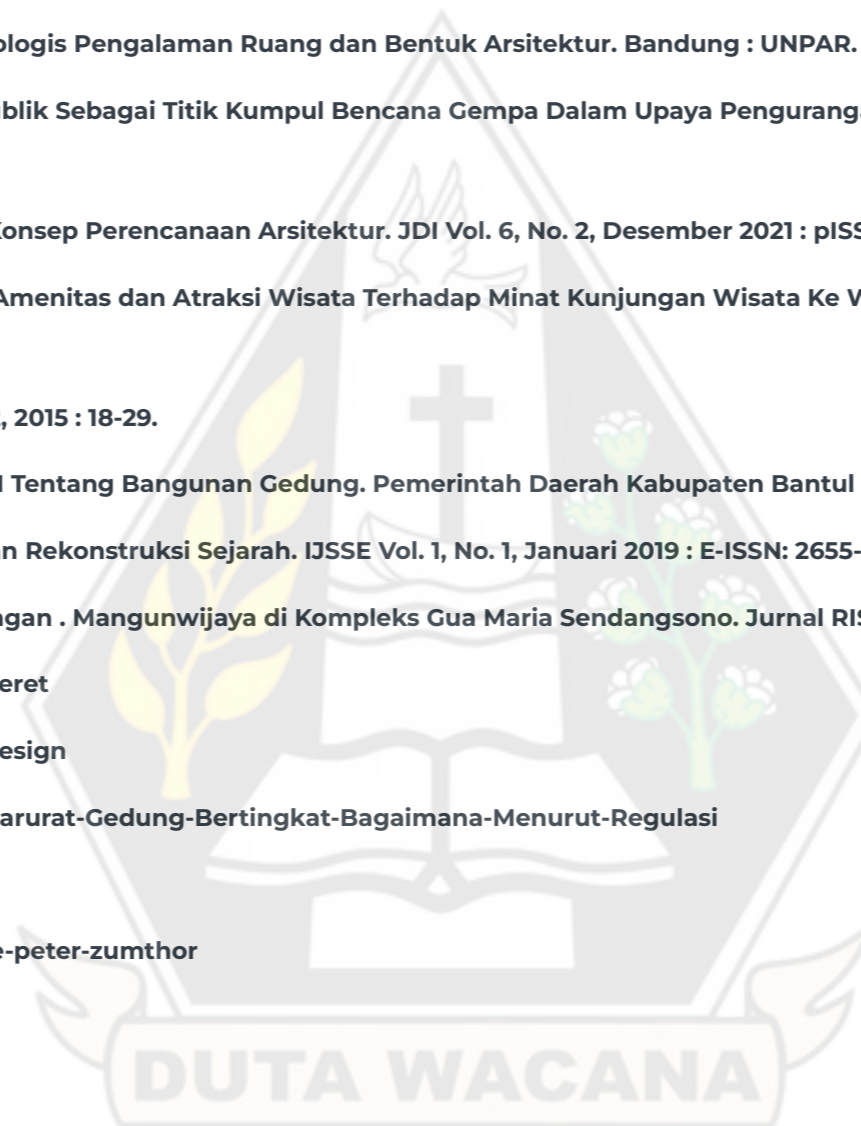 ologis Pengalaman Ruang dan Bentuk Arsitektur. Bandung : UNPAR.
blik Sebagai Titik Kumpul Bencana Gempa Dalam Upaya Penguranga
Konsep Perencanaan Arsitektur. JDI Vol. 6, No. 2, Desember 2021 : pISS
Amenitas dan Atraksi Wisata Terhadap Minat Kunjungan Wisata Ke W
, 2015 : 18-29.
Tentang Bangunan Gedung. Pemerintah Daerah Kabupaten Bantul
n Rekonstruksi Sejarah. IJSSE Vol. 1, No. 1, Januari 2019 : E-ISSN: 2655-
ngan . Mangunwijaya di Kompleks Gua Maria Sendangsono. Jurnal RIS
eret
esign
arurat-Gedung-Bertingkat-Bagaimana-Menurut-Regulasi
e-peter-zumthor
DUTA WACANA